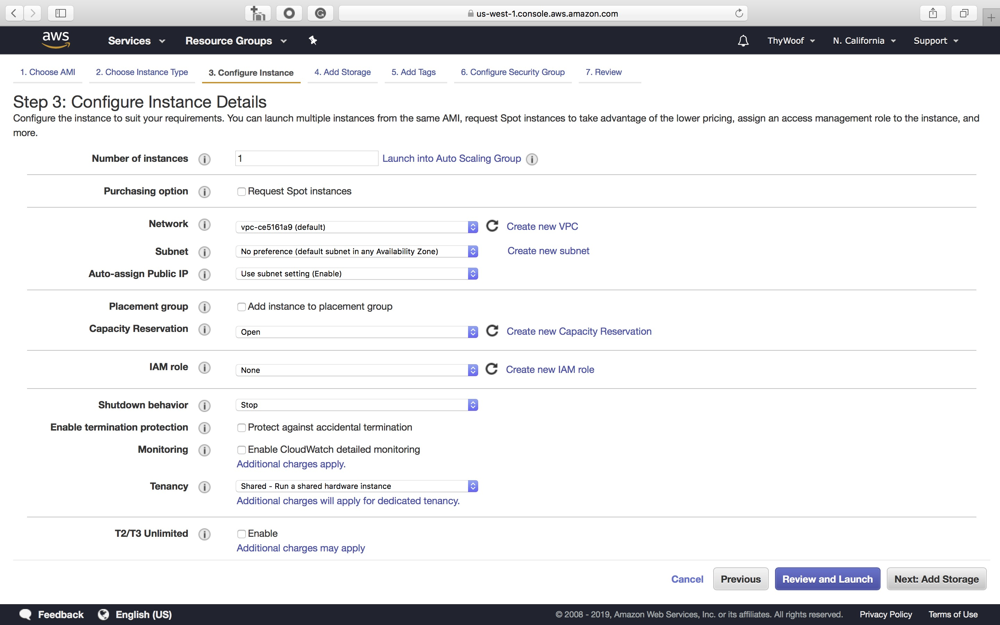 us-west-1.console.aws.amazon.com
aws Services Resource Groups ThyWoof N. California Support
1. Choose AMI 2. Choose Instance Type 3. Configure Instance 4. Add Storage 5. Add Tags 6. Configure Security Group 7. Review
Step 3: Configure Instance Details
Configure the instance to suit your requirements. You can launch multiple instances from the same AMI, request Spot instances to take advantage of the lower pricing, assign an access management role to the instance, and
more.
Number of instances 1 Launch into Auto Scaling Group
Purchasing option Request Spot instances
Network vpc-ce5161a9 (default) Create new VPC
Subnet No preference (default subnet in any Availability Zone) Create new subnet
Auto-assign Public IP Use subnet setting (Enable)
Placement group Add instance to placement group
Capacity Reservation Open Create new Capacity Reservation
IAM role None Create new IAM role
Shutdown behavior Stop
Enable termination protection Protect against accidental termination
Monitoring Enable CloudWatch detailed monitoring
Additional charges apply.
Tenancy Shared - Run a shared hardware instance
Additional charges will apply for dedicated tenancy.
T2/T3 Unlimited Enable
Additional charges may apply
Cancel Previous Review and Launch Next: Add Storage
Feedback English (US) © 2008 - 2019, Amazon Web Services, Inc. or its affiliates. All rights reserved. Privacy Policy Terms of Use